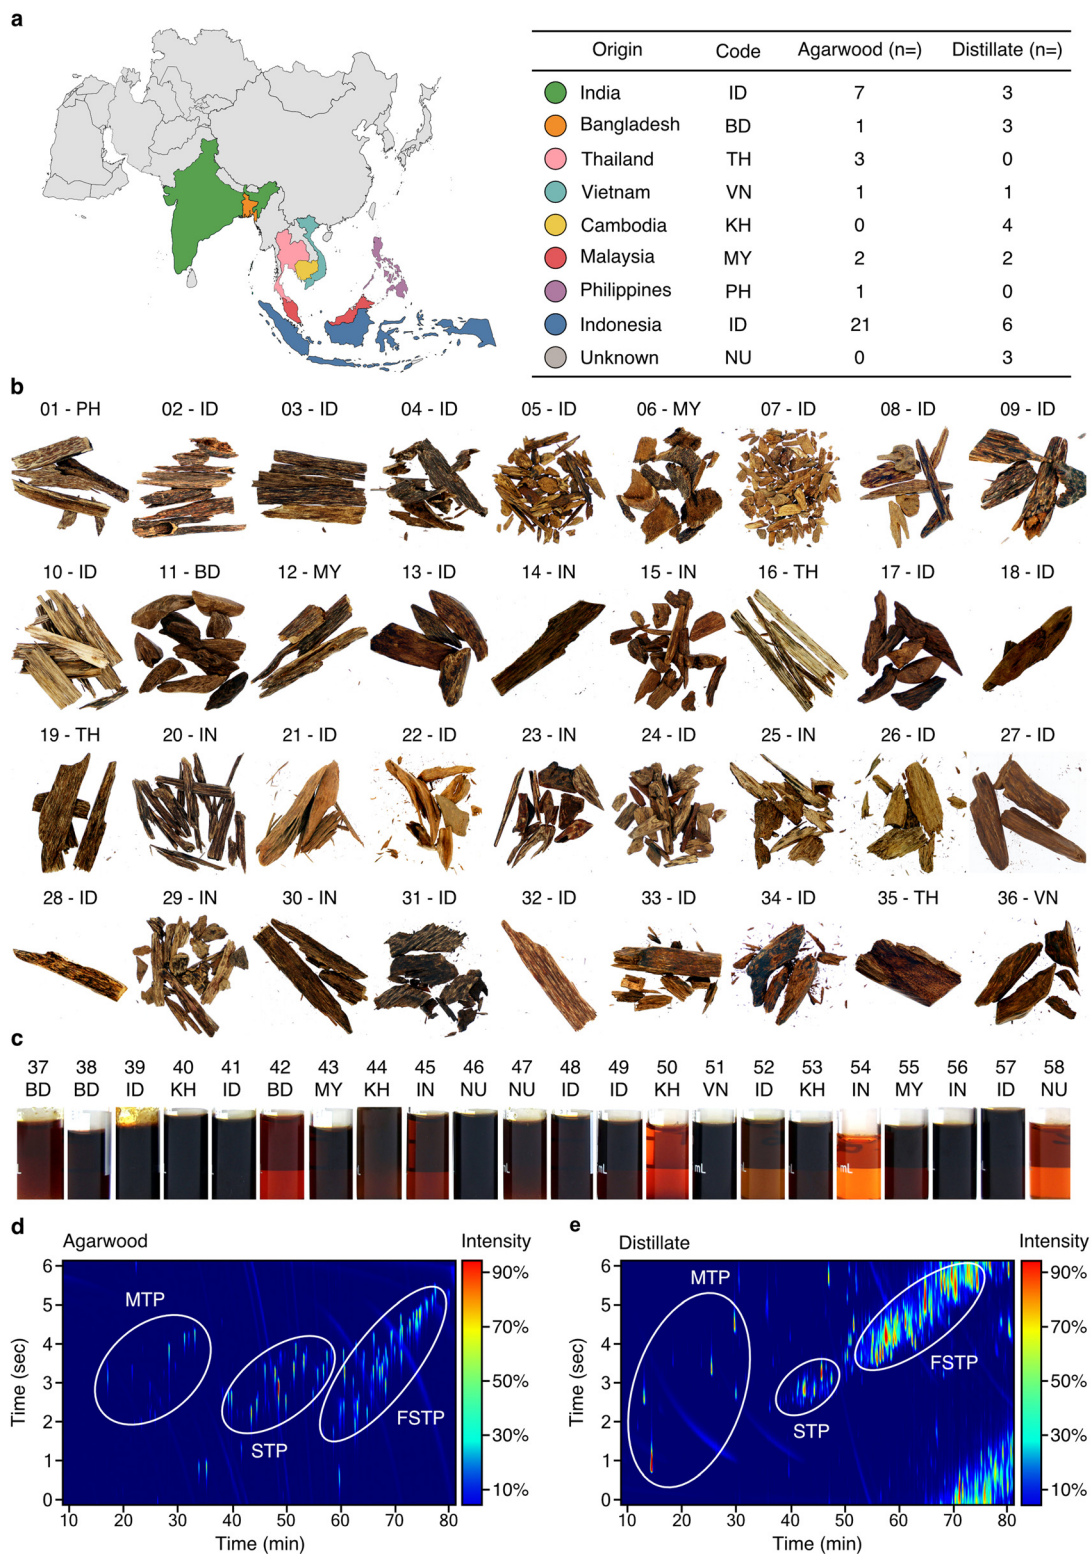 a
Origin Code Agarwood (n=) Distillate (n=)
India ID 7 3
Bangladesh BD 1 3
Thailand TH 3 0
Vietnam VN 1 1
Cambodia KH 0 4
Malaysia MY 2 2
Philippines PH 1 0
Indonesia ID 21 6
Unknown NU 0 3
b
01 - PH 02 - ID 03 - ID 04 - ID 05 - ID 06 - MY 07 - ID 08 - ID 09 - ID
10 - ID 11 - BD 12 - MY 13 - ID 14 - IN 15 - IN 16 - TH 17 - ID 18 - ID
19 - TH 20 - IN 21 - ID 22 - ID 23 - IN 24 - ID 25 - IN 26 - ID 27 - ID
28 - ID 29 - IN 30 - IN 31 - ID 32 - ID 33 - ID 34 - ID 35 - TH 36 - VN
c
37 38 39 40 41 42 43 44 45 46 47 48 49 50 51 52 53 54 55 56 57 58
BD BD ID KH ID BD MY KH IN NU NU ID ID KH VN ID KH IN MY IN ID NU
L mL mL mL mL
d
Agarwood
Intensity
6
5
4
3
2
1
0
Time (sec)
MTP
STP
FSTP
90%
70%
50%
30%
10%
10 20 30 40 50 60 70 80
Time (min)
e
Distillate
Intensity
6
5
4
3
2
1
0
Time (sec)
MTP
STP
FSTP
90%
70%
50%
30%
10%
10 20 30 40 50 60 70 80
Time (min)